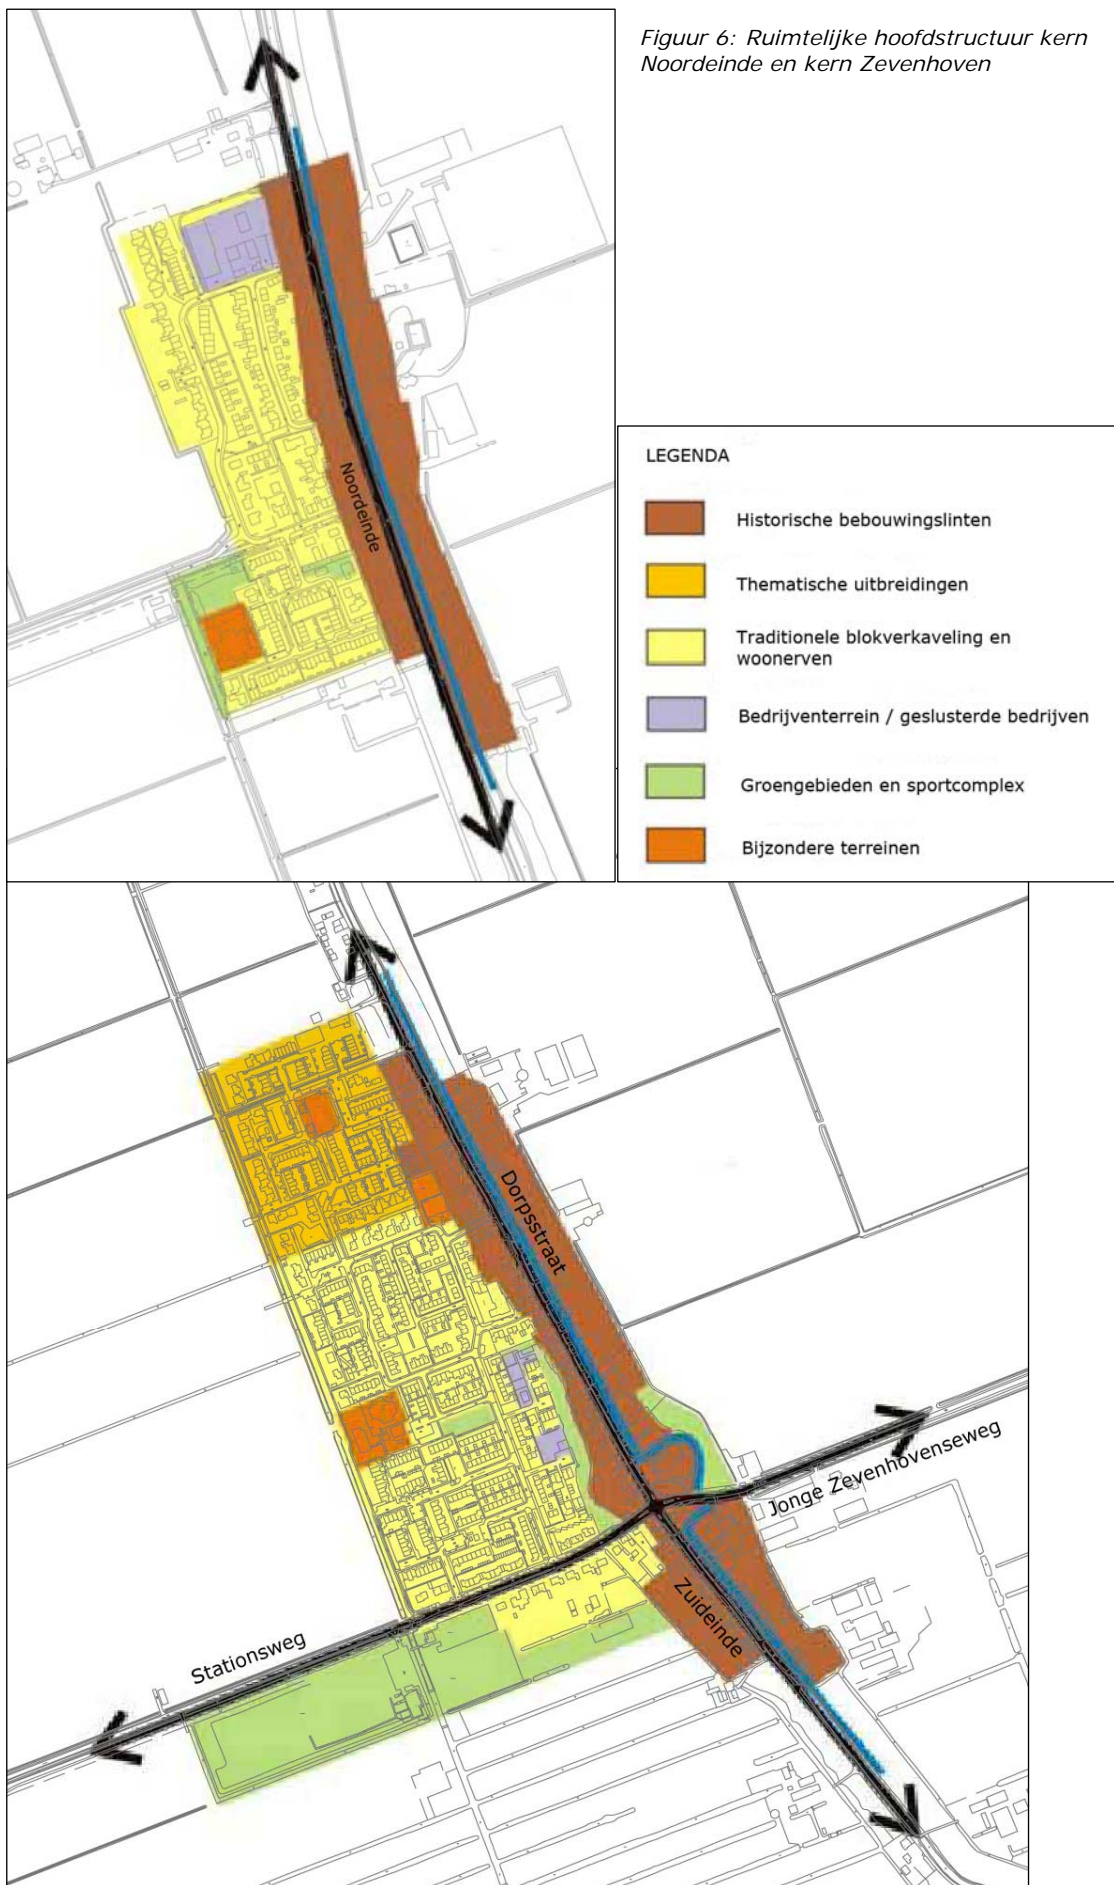 Figuur 6: Ruimtelijke hoofdstructuur kern
Noordeinde en kern Zevenhoven
Noordeinde
LEGENDA
Historische bebouwingslinten
Thematische uitbreidingen
Traditionele blokverkaveling en
woonerven
Bedrijventerrein / geslusterde bedrijven
Groengebieden en sportcomplex
Bijzondere terreinen
Dorpsstraat
Jonge Zevenhovenseweg
Zuideinde
Stationsweg